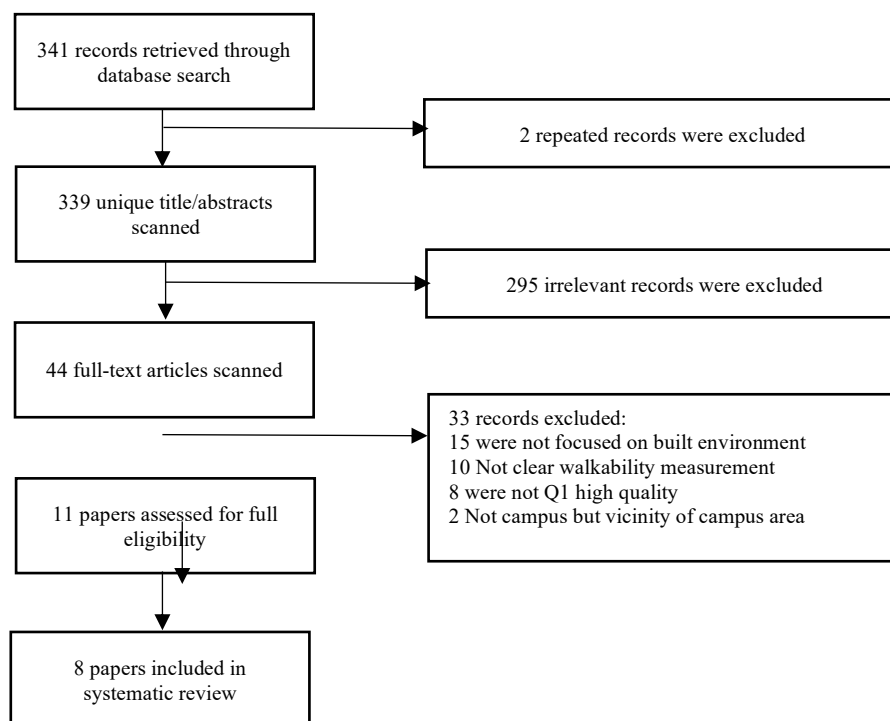 341 records retrieved through
database search
2 repeated records were excluded
339 unique title/abstracts
scanned
295 irrelevant records were excluded
44 full-text articles scanned
33 records excluded:
15 were not focused on built environment
10 Not clear walkability measurement
8 were not Q1 high quality
2 Not campus but vicinity of campus area
11 papers assessed for full
eligibility
8 papers included in
systematic review